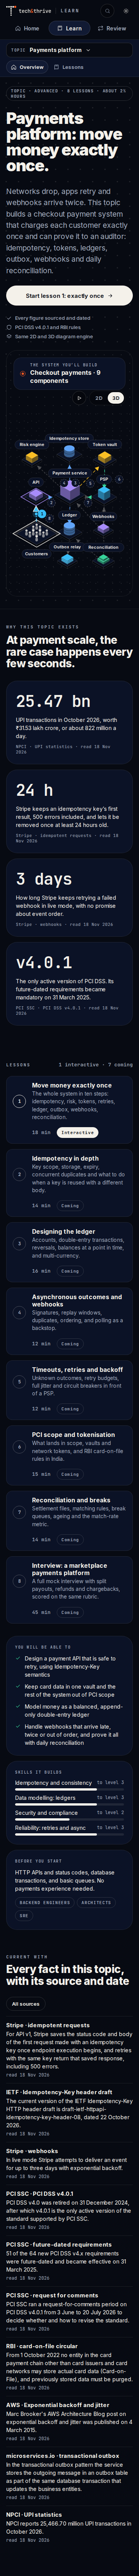 techthrive LEARN
Home Learn Review
TOPIC Payments platform
Overview Lessons
TOPIC · ADVANCED · 8 LESSONS · ABOUT 25
HOURS
Payments
platform: move
money exactly
once.
Networks drop, apps retry and
webhooks arrive twice. This topic
builds a checkout payment system
that charges each customer exactly
once and can prove it to an auditor:
idempotency, tokens, ledgers,
outbox, webhooks and daily
reconciliation.
Start lesson 1: exactly once
Every figure sourced and dated
PCI DSS v4.0.1 and RBI rules
Same 2D and 3D diagram engine
THE SYSTEM YOU'LL BUILD
Checkout payments · 9
components
2D 3D
Idempotency store
Risk engine Token vault
Payment service
API PSP
Ledger Webhooks
Outbox relay Reconciliation
Customers
WHY THIS TOPIC EXISTS
At payment scale, the
rare case happens every
few seconds.
25.47 bn
UPI transactions in October 2026, worth
₹31.53 lakh crore, or about 822 million a
day.
NPCI · UPI statistics · read 18 Nov
2026
24 h
Stripe keeps an idempotency key's first
result, 500 errors included, and lets it be
removed once at least 24 hours old.
Stripe · idempotent requests · read 18
Nov 2026
3 days
How long Stripe keeps retrying a failed
webhook in live mode, with no promise
about event order.
Stripe · webhooks · read 18 Nov 2026
v4.0.1
The only active version of PCI DSS. Its
future-dated requirements became
mandatory on 31 March 2025.
PCI SSC · PCI DSS v4.0.1 · read 18 Nov
2026
LESSONS 1 interactive · 7 coming
1
Move money exactly once
The whole system in ten steps:
idempotency, risk, tokens, retries,
ledger, outbox, webhooks,
reconciliation.
18 min Interactive
2
Idempotency in depth
Key scope, storage, expiry,
concurrent duplicates and what to do
when a key is reused with a different
body.
14 min Coming
3
Designing the ledger
Accounts, double-entry transactions,
reversals, balances at a point in time,
and multi-currency.
16 min Coming
4
Asynchronous outcomes and
webhooks
Signatures, replay windows,
duplicates, ordering, and polling as a
backstop.
12 min Coming
5
Timeouts, retries and backoff
Unknown outcomes, retry budgets,
full jitter and circuit breakers in front
of a PSP.
12 min Coming
6
PCI scope and tokenisation
What lands in scope, vaults and
network tokens, and RBI card-on-file
rules in India.
15 min Coming
7
Reconciliation and breaks
Settlement files, matching rules, break
queues, ageing and the match-rate
metric.
14 min Coming
8
Interview: a marketplace
payments platform
A full mock interview with split
payouts, refunds and chargebacks,
scored on the same rubric.
45 min Coming
YOU WILL BE ABLE TO
Design a payment API that is safe to
retry, using Idempotency-Key
semantics
Keep card data in one vault and the
rest of the system out of PCI scope
Model money as a balanced, append-
only double-entry ledger
Handle webhooks that arrive late,
twice or out of order, and prove it all
with daily reconciliation
SKILLS IT BUILDS
Idempotency and consistency to level 3
Data modelling: ledgers to level 3
Security and compliance to level 3
Reliability: retries and async to level 3
BEFORE YOU START
HTTP APIs and status codes, database
transactions, and basic queues. No
payments experience needed.
BACKEND ENGINEERS ARCHITECTS
SRE
CURRENT WITH
Every fact in this topic,
with its source and date
All sources
Stripe · idempotent requests
For API v1, Stripe saves the status code and body
of the first request made with an idempotency
key once endpoint execution begins, and retries
with the same key return that saved response,
including 500 errors.
read 18 Nov 2026
IETF · Idempotency-Key header draft
The current version of the IETF Idempotency-Key
HTTP header draft is draft-ietf-httpapi-
idempotency-key-header-08, dated 22 October
2026.
read 18 Nov 2026
Stripe · webhooks
In live mode Stripe attempts to deliver an event
for up to three days with exponential backoff.
read 18 Nov 2026
PCI SSC · PCI DSS v4.0.1
PCI DSS v4.0 was retired on 31 December 2024,
after which v4.0.1 is the only active version of the
standard supported by PCI SSC.
read 18 Nov 2026
PCI SSC · future-dated requirements
51 of the 64 new PCI DSS v4.x requirements
were future-dated and became effective on 31
March 2025.
read 18 Nov 2026
PCI SSC · request for comments
PCI SSC ran a request-for-comments period on
PCI DSS v4.0.1 from 3 June to 20 July 2026 to
decide whether and how to revise the standard.
read 18 Nov 2026
RBI · card-on-file circular
From 1 October 2022 no entity in the card
payment chain other than card issuers and card
networks may store actual card data (Card-on-
File), and previously stored data must be purged.
read 18 Nov 2026
AWS · Exponential backoff and jitter
Marc Brooker's AWS Architecture Blog post on
exponential backoff and jitter was published on 4
March 2015.
read 18 Nov 2026
microservices.io · transactional outbox
In the transactional outbox pattern the service
stores the outgoing message in an outbox table
as part of the same database transaction that
updates the business entities.
read 18 Nov 2026
NPCI · UPI statistics
NPCI reports 25,466.70 million UPI transactions in
October 2026.
read 18 Nov 2026